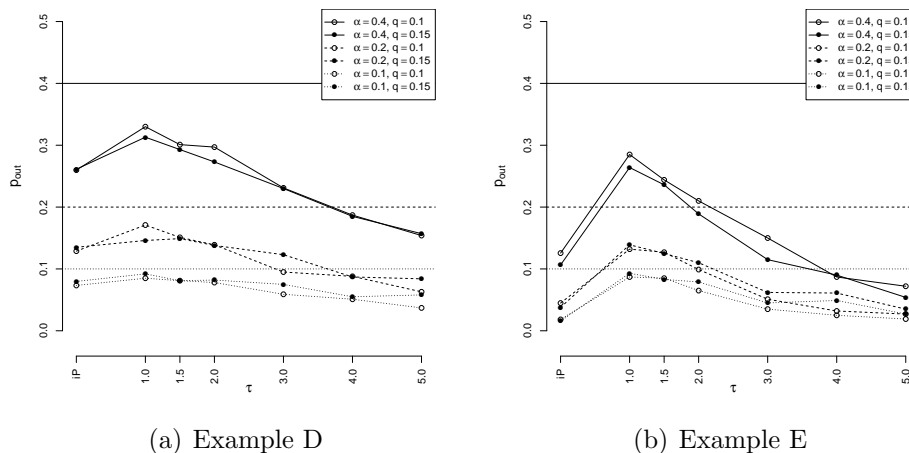 α = 0.4, q = 0.1
α = 0.4, q = 0.15
α = 0.2, q = 0.1
α = 0.2, q = 0.15
α = 0.1, q = 0.1
α = 0.1, q = 0.15
0.5
0.4
0.3
0.2
0.1
0.0
pout
iP
1.0
1.5
2.0
3.0
4.0
5.0
τ
(a) Example D
α = 0.4, q = 0.1
α = 0.4, q = 0.1
α = 0.2, q = 0.1
α = 0.2, q = 0.1
α = 0.1, q = 0.1
α = 0.1, q = 0.1
0.5
0.4
0.3
0.2
0.1
0.0
pout
iP
1.0
1.5
2.0
3.0
4.0
5.0
τ
(b) Example E